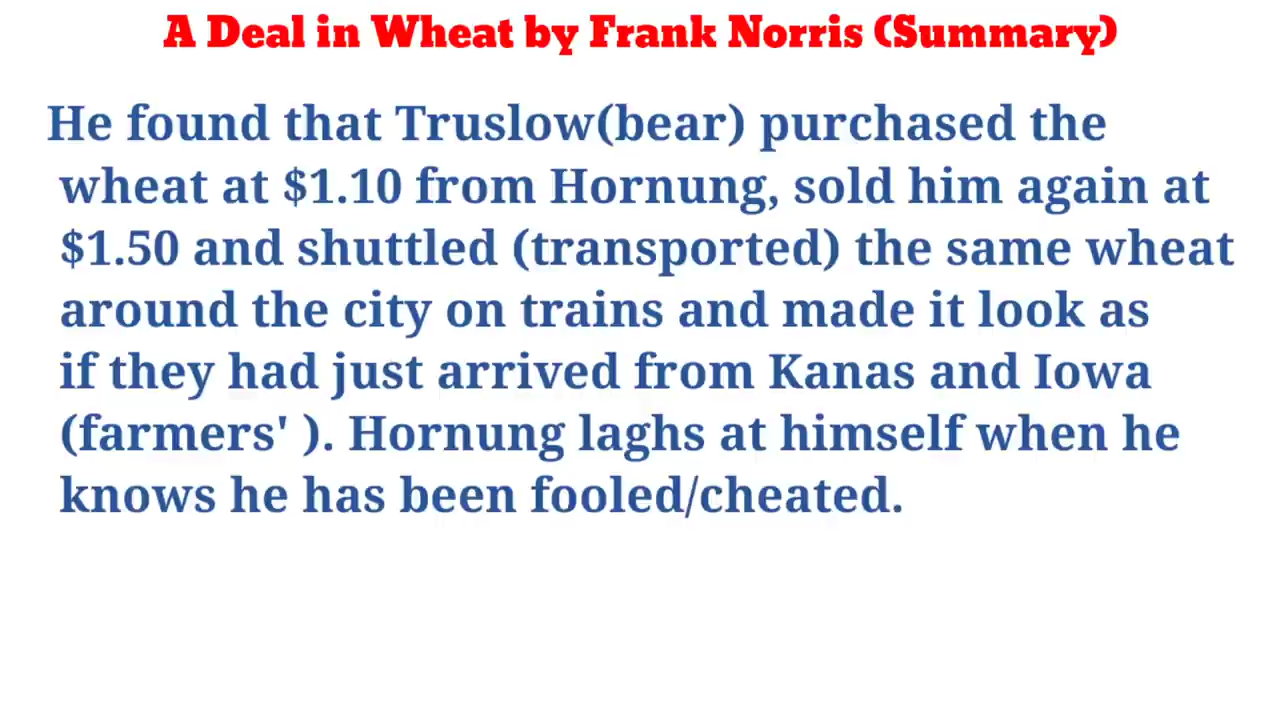 A Deal in Wheat by Frank Norris (Summary)
He found that Truslow(bear) purchased the
wheat at $1.10 from Hornung, sold him again at
$1.50 and shuttled (transported) the same wheat
around the city on trains and made it look as
if they had just arrived from Kanas and Iowa
(farmers' ). Hornung laghs at himself when he
knows he has been fooled/cheated.